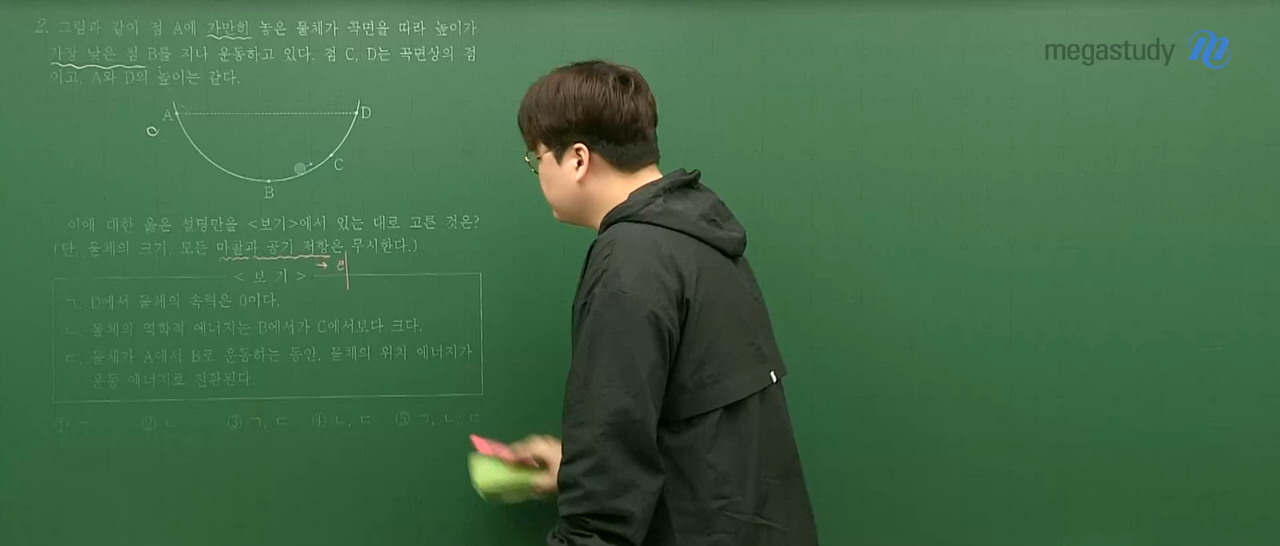 2. 그림과 같이 점 A에 가만히 놓은 물체가 곡면을 따라 높이가
가장 낮은 점 B를 지나 운동하고 있다. 점 C, D는 곡면상의 점
이고, A와 D의 높이는 같다.
megastudy
A
D
C
B
이에 대한 옳은 설명만을 <보기>에서 있는 대로 고른 것은?
(단, 물체의 크기, 모든 마찰과 공기 저항은 무시한다.)
<보 기>
ㄱ. D에서 물체의 속력은 0이다.
ㄴ. 물체의 역학적 에너지는 B에서가 C에서보다 크다.
ㄷ. 물체가 A에서 B로 운동하는 동안, 물체의 위치 에너지가
운동 에너지로 전환된다.
① ㄱ ② ㄴ ③ ㄱ, ㄷ ④ ㄴ, ㄷ ⑤ ㄱ, ㄴ, ㄷ